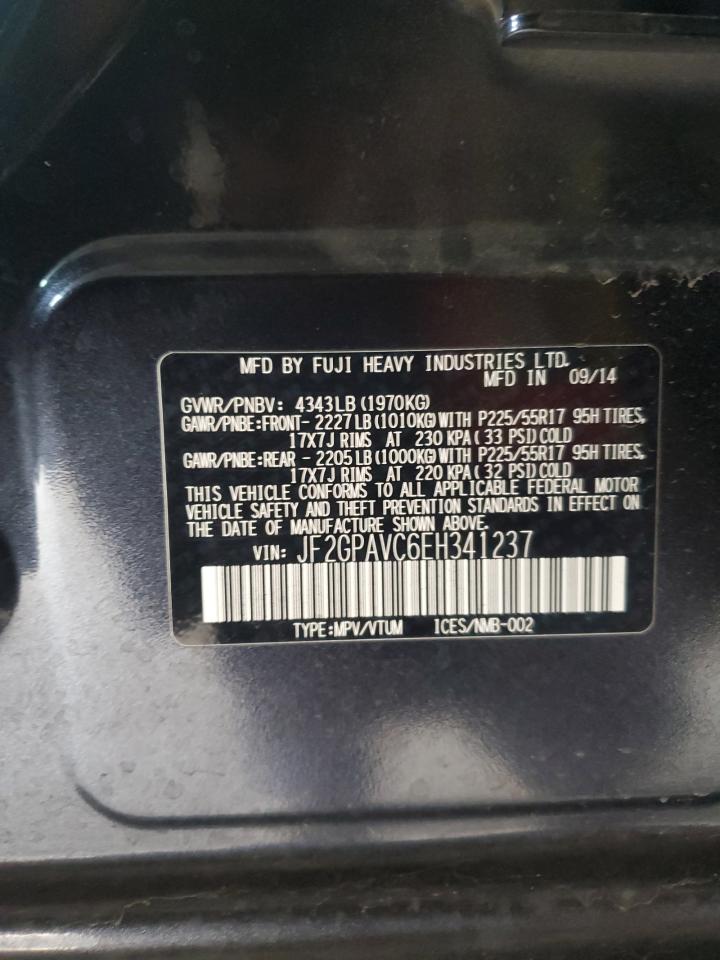 MFD BY FUJI HEAVY INDUSTRIES LTD.
MFD IN 09/14
GVWR/PNBV: 4343LB (1970KG)
GAWR/PNBE:FRONT- 2227LB (1010KG) WITH P225/55R17 95H TIRES,
17X7J RIMS AT 230 KPA (33 PSI) COLD
GAWR/PNBE:REAR - 2205LB (1000KG) WITH P225/55R17 95H TIRES,
17X7J RIMS AT 220 KPA (32 PSI) COLD
THIS VEHICLE CONFORMS TO ALL APPLICABLE FEDERAL MOTOR
VEHICLE SAFETY AND THEFT PREVENTION STANDARDS IN EFFECT ON
THE DATE OF MANUFACTURE SHOWN ABOVE.
VIN: JF2GPAVC6EH341237
TYPE:MPV/VTUM ICES/NMB-002